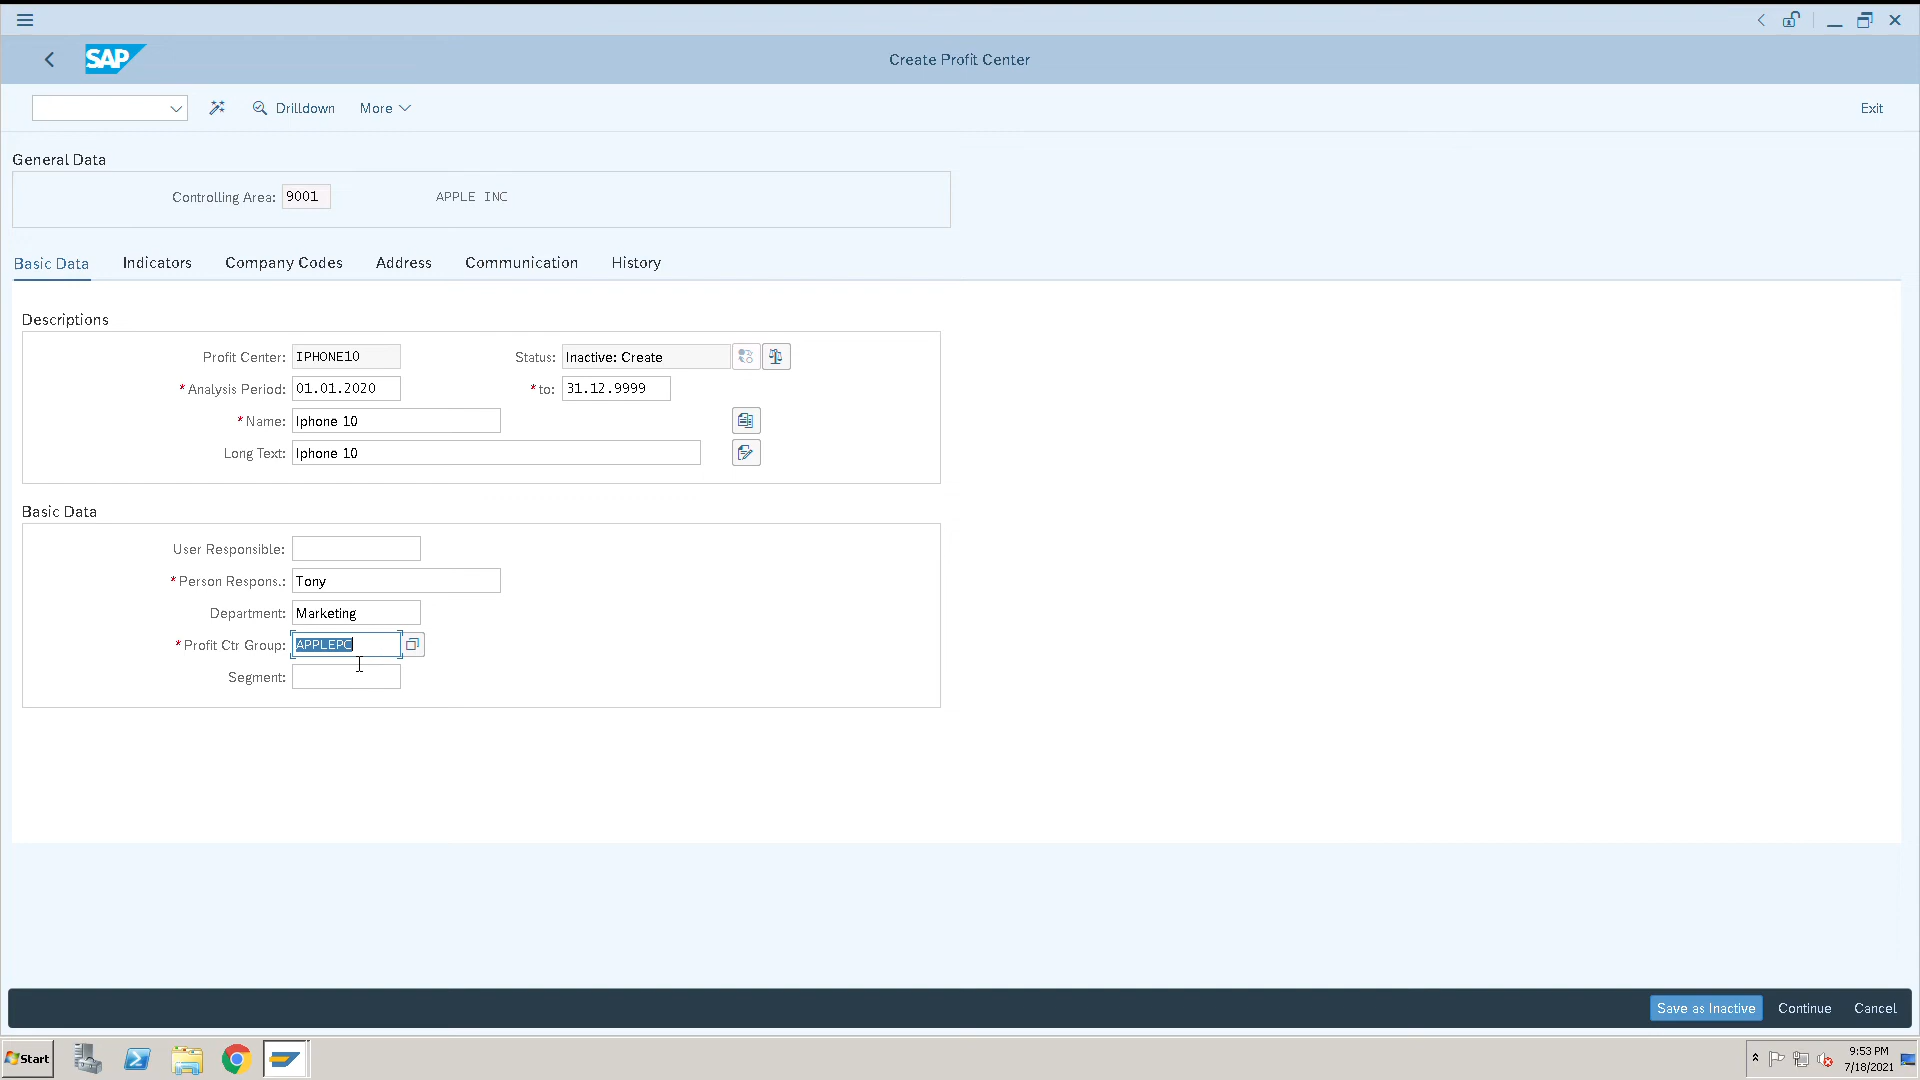 SAP
Create Profit Center
Drilldown More Exit
General Data
Controlling Area: 9001 APPLE INC
Basic Data Indicators Company Codes Address Communication History
Descriptions
Profit Center: IPHONE10 Status: Inactive: Create
* Analysis Period: 01.01.2020 * to: 31.12.9999
* Name: Iphone 10
Long Text: Iphone 10
Basic Data
User Responsible:
* Person Respons.: Tony
Department: Marketing
* Profit Ctr Group: APPLEPC
Segment:
Save as Inactive Continue Cancel
Start
9:53 PM
7/18/2021